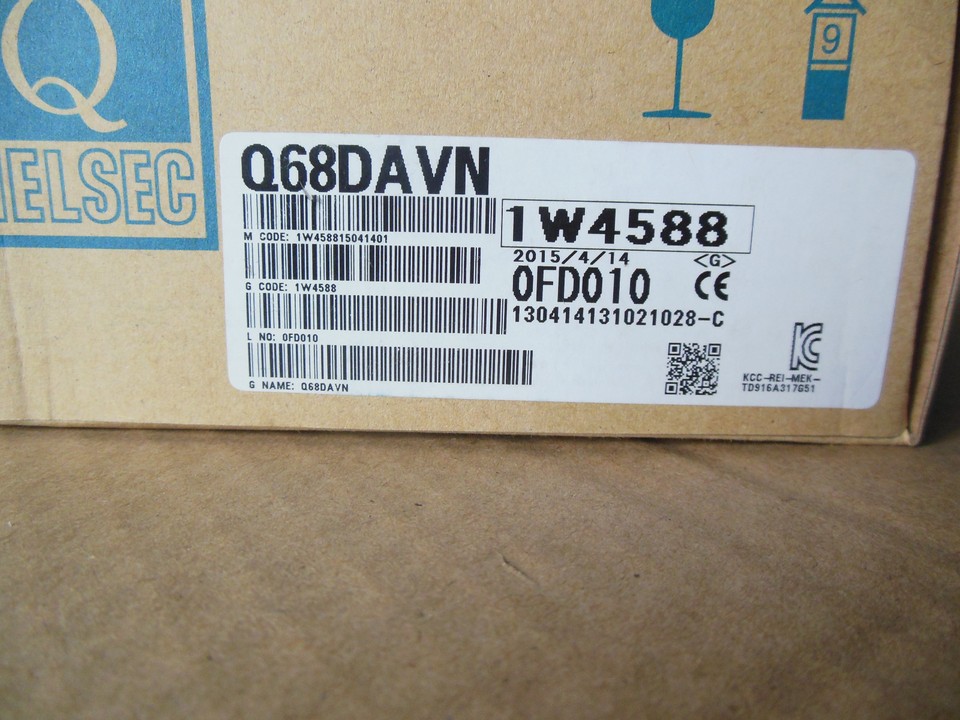 Q
MELSEC
9
Q68DAVN
M CODE: 1W458815041401
1W4588
2015/4/14 <G>
G CODE: 1W4588
0FD010 CE
130414131021028-C
L NO: 0FD010
G NAME: Q68DAVN
KCC-REI-MEK-
TD916A317G51